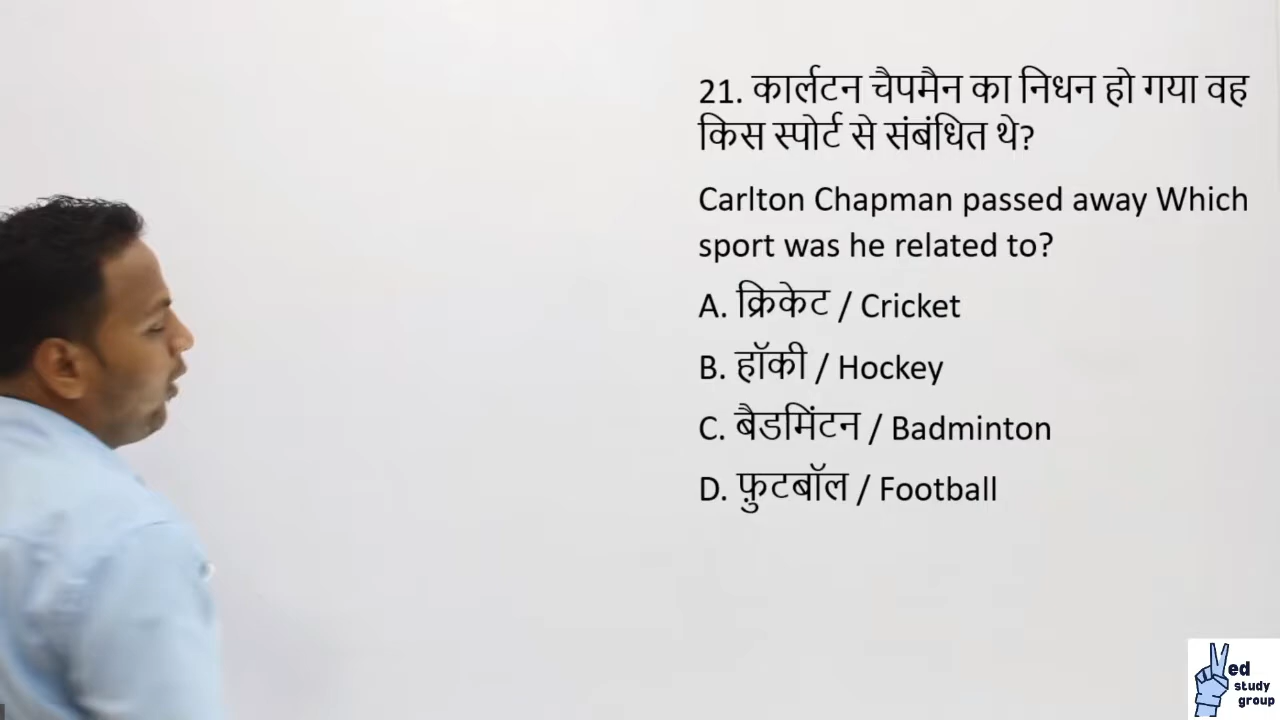 21. कार्लटन चैपमैन का निधन हो गया वह
किस स्पोर्ट से संबंधित थे?
Carlton Chapman passed away Which
sport was he related to?
A. क्रिकेट / Cricket
B. हॉकी / Hockey
C. बैडमिंटन / Badminton
D. फ़ुटबॉल / Football
Ved
study
group